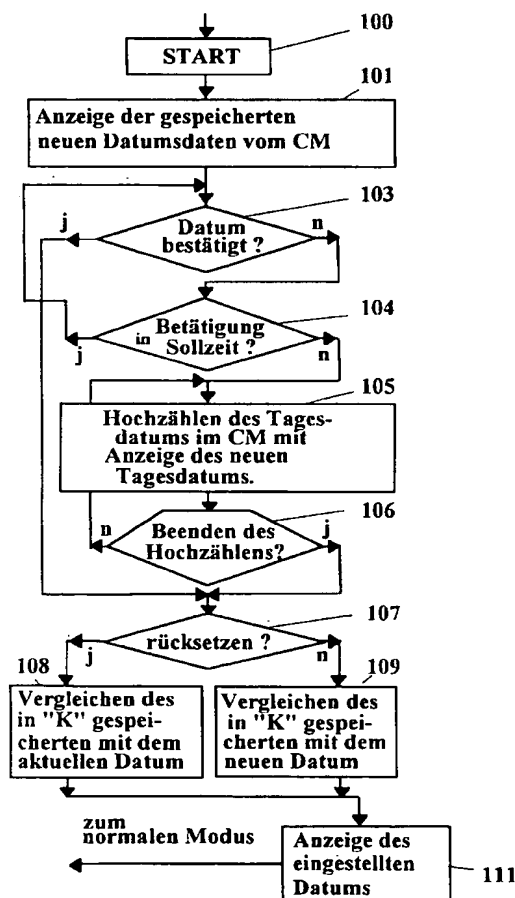 100
START
101
Anzeige der gespeicherten
neuen Datumsdaten vom CM
103
j
Datum
bestätigt ?
n
104
Betätigung
in Sollzeit ?
j
n
105
Hochzählen des Tages-
datums im CM mit
Anzeige des neuen
Tagesdatums.
106
n
Beenden des
Hochzählens?
j
107
rücksetzen ?
j
n
108
Vergleichen des
in "K" gespei-
cherten mit dem
aktuellen Datum
109
Vergleichen des
in "K" gespei-
cherten mit dem
neuen Datum
zum
normalen Modus
Anzeige des
eingestellten
Datums
111